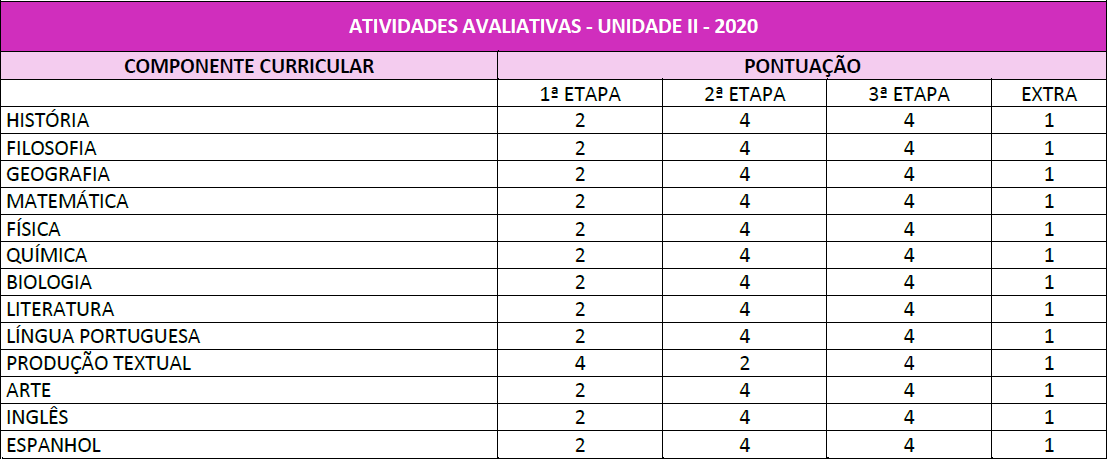 ATIVIDADES AVALIATIVAS - UNIDADE II - 2020
COMPONENTE CURRICULAR PONTUAÇÃO
1ª ETAPA 2ª ETAPA 3ª ETAPA EXTRA
HISTÓRIA 2 4 4 1
FILOSOFIA 2 4 4 1
GEOGRAFIA 2 4 4 1
MATEMÁTICA 2 4 4 1
FÍSICA 2 4 4 1
QUÍMICA 2 4 4 1
BIOLOGIA 2 4 4 1
LITERATURA 2 4 4 1
LÍNGUA PORTUGUESA 2 4 4 1
PRODUÇÃO TEXTUAL 4 2 4 1
ARTE 2 4 4 1
INGLÊS 2 4 4 1
ESPANHOL 2 4 4 1